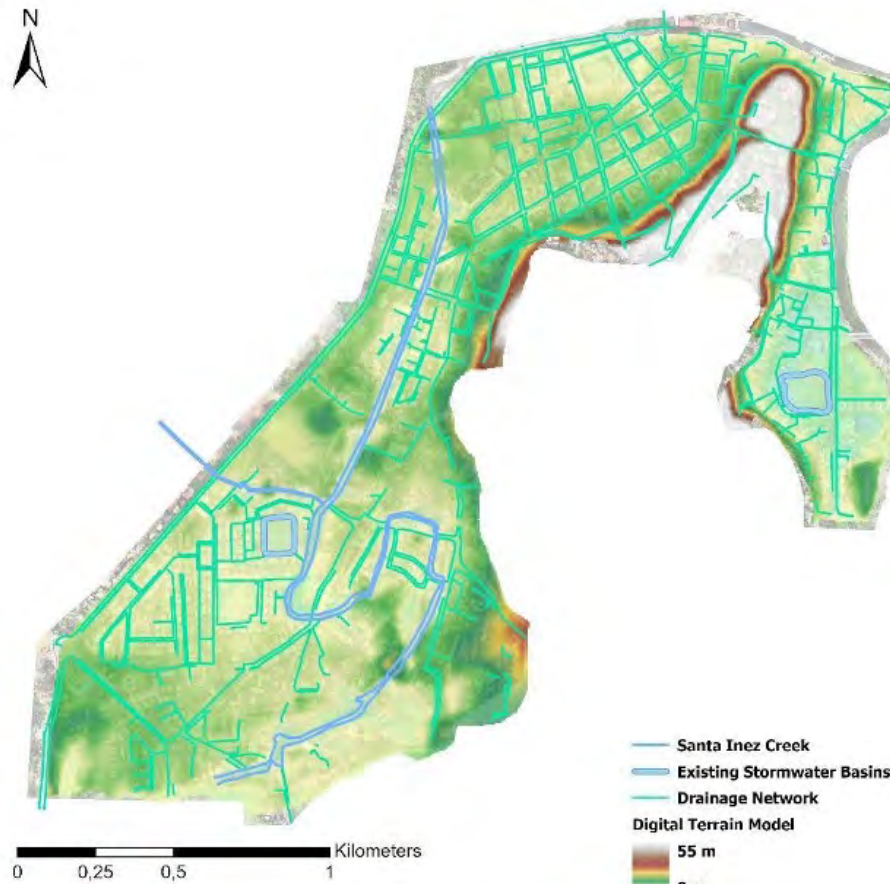 N
Santa Inez Creek
Existing Stormwater Basins
Drainage Network
Digital Terrain Model
55 m
Kilometers
0 0,25 0,5 1